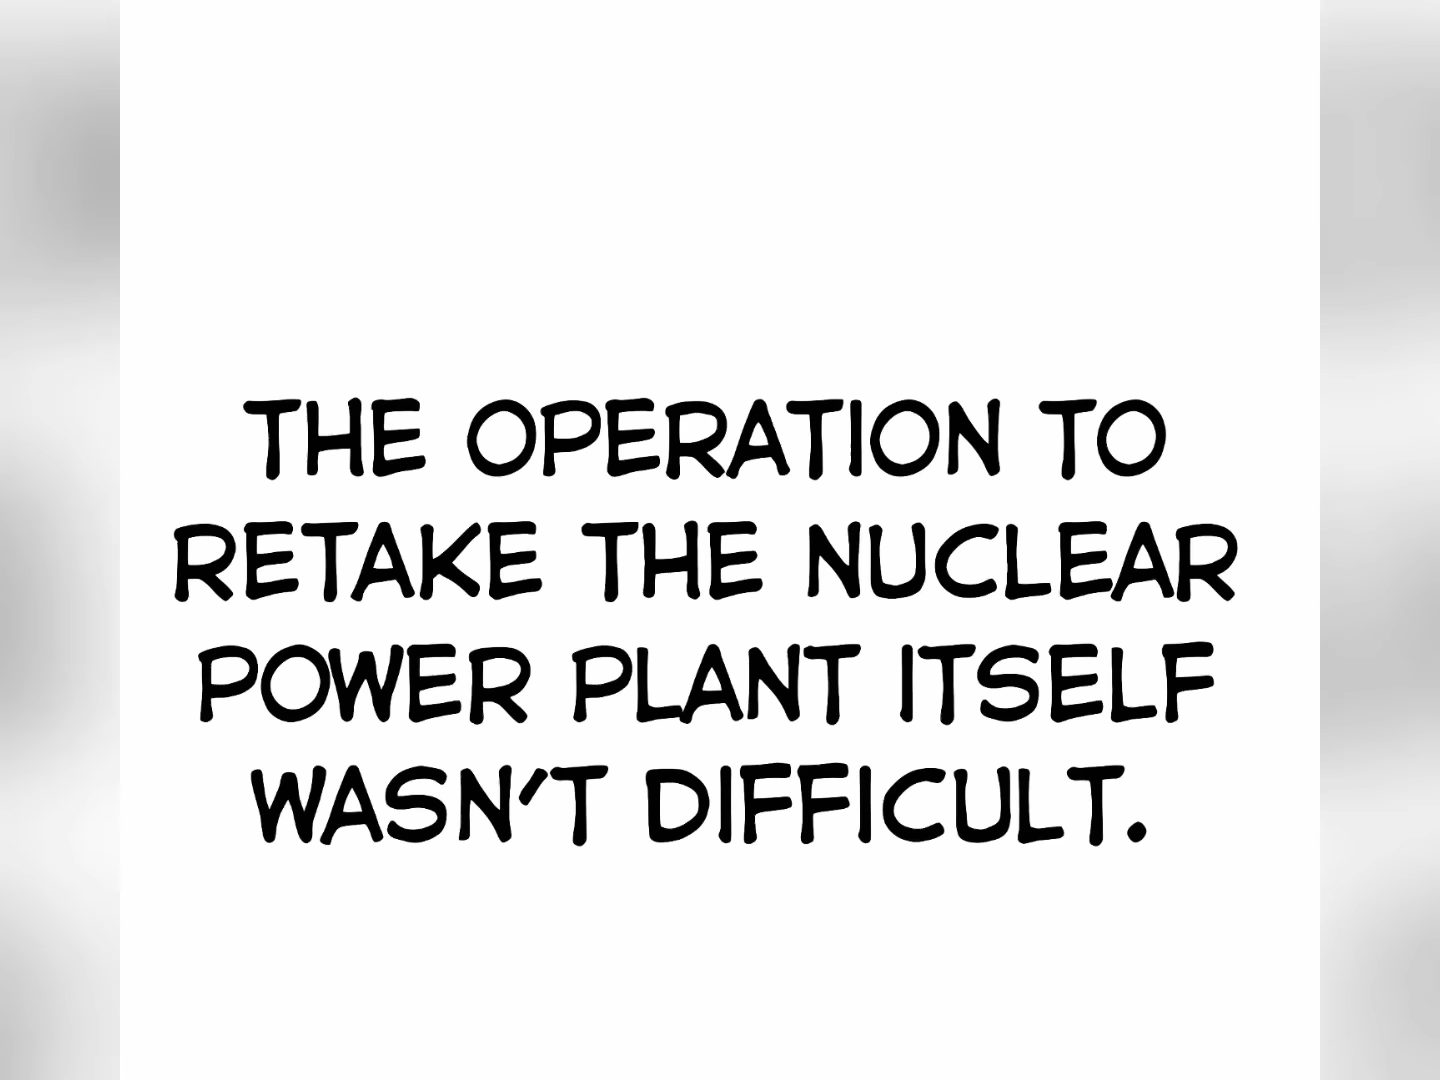 THE OPERATION TO
RETAKE THE NUCLEAR
POWER PLANT ITSELF
WASN'T DIFFICULT.